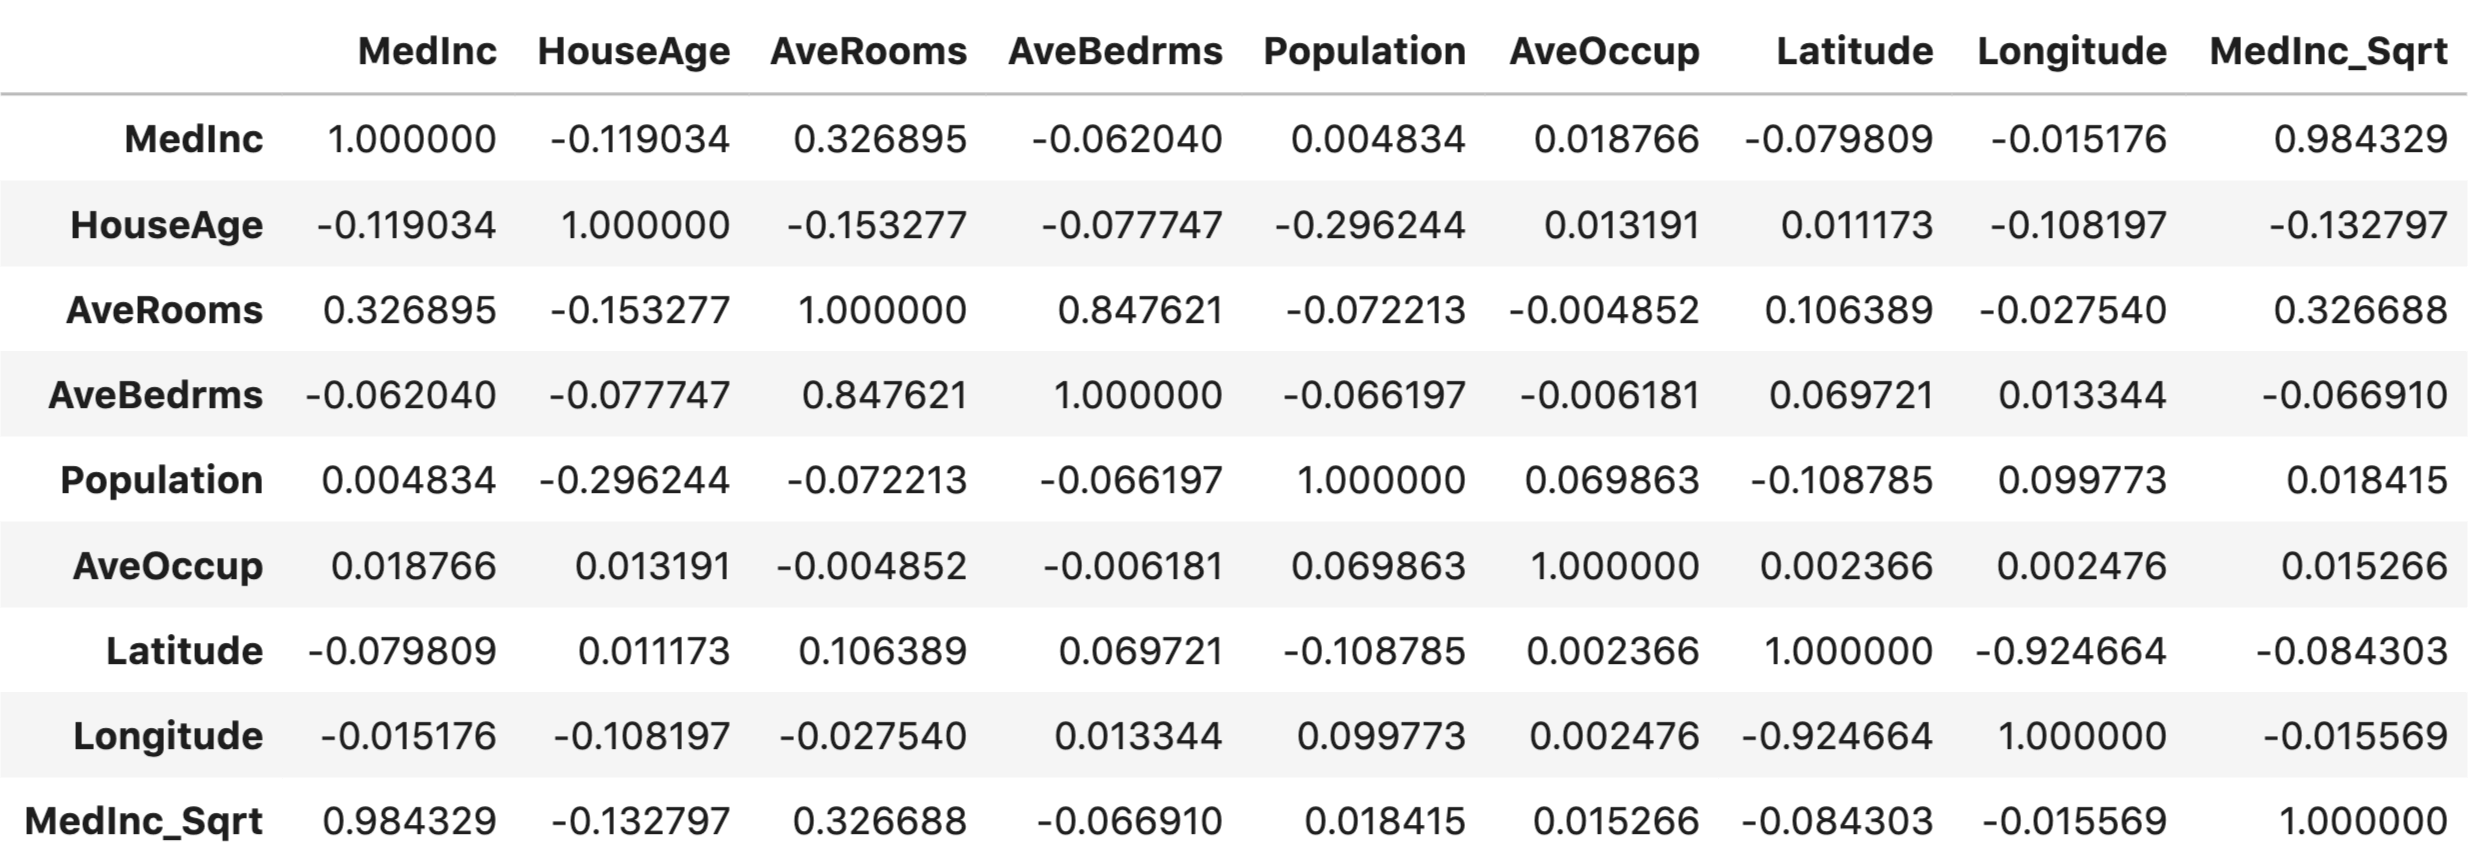 MedInc HouseAge AveRooms AveBedrms Population AveOccup Latitude Longitude MedInc_Sqrt
MedInc 1.000000 -0.119034 0.326895 -0.062040 0.004834 0.018766 -0.079809 -0.015176 0.984329
HouseAge -0.119034 1.000000 -0.153277 -0.077747 -0.296244 0.013191 0.011173 -0.108197 -0.132797
AveRooms 0.326895 -0.153277 1.000000 0.847621 -0.072213 -0.004852 0.106389 -0.027540 0.326688
AveBedrms -0.062040 -0.077747 0.847621 1.000000 -0.066197 -0.006181 0.069721 0.013344 -0.066910
Population 0.004834 -0.296244 -0.072213 -0.066197 1.000000 0.069863 -0.108785 0.099773 0.018415
AveOccup 0.018766 0.013191 -0.004852 -0.006181 0.069863 1.000000 0.002366 0.002476 0.015266
Latitude -0.079809 0.011173 0.106389 0.069721 -0.108785 0.002366 1.000000 -0.924664 -0.084303
Longitude -0.015176 -0.108197 -0.027540 0.013344 0.099773 0.002476 -0.924664 1.000000 -0.015569
MedInc_Sqrt 0.984329 -0.132797 0.326688 -0.066910 0.018415 0.015266 -0.084303 -0.015569 1.000000